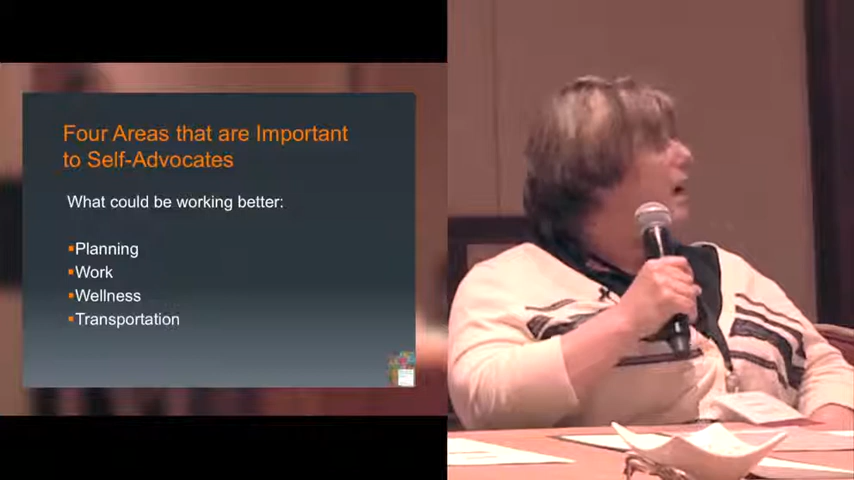 Four Areas that are Important
to Self-Advocates
What could be working better:
▪Planning
▪Work
▪Wellness
▪Transportation